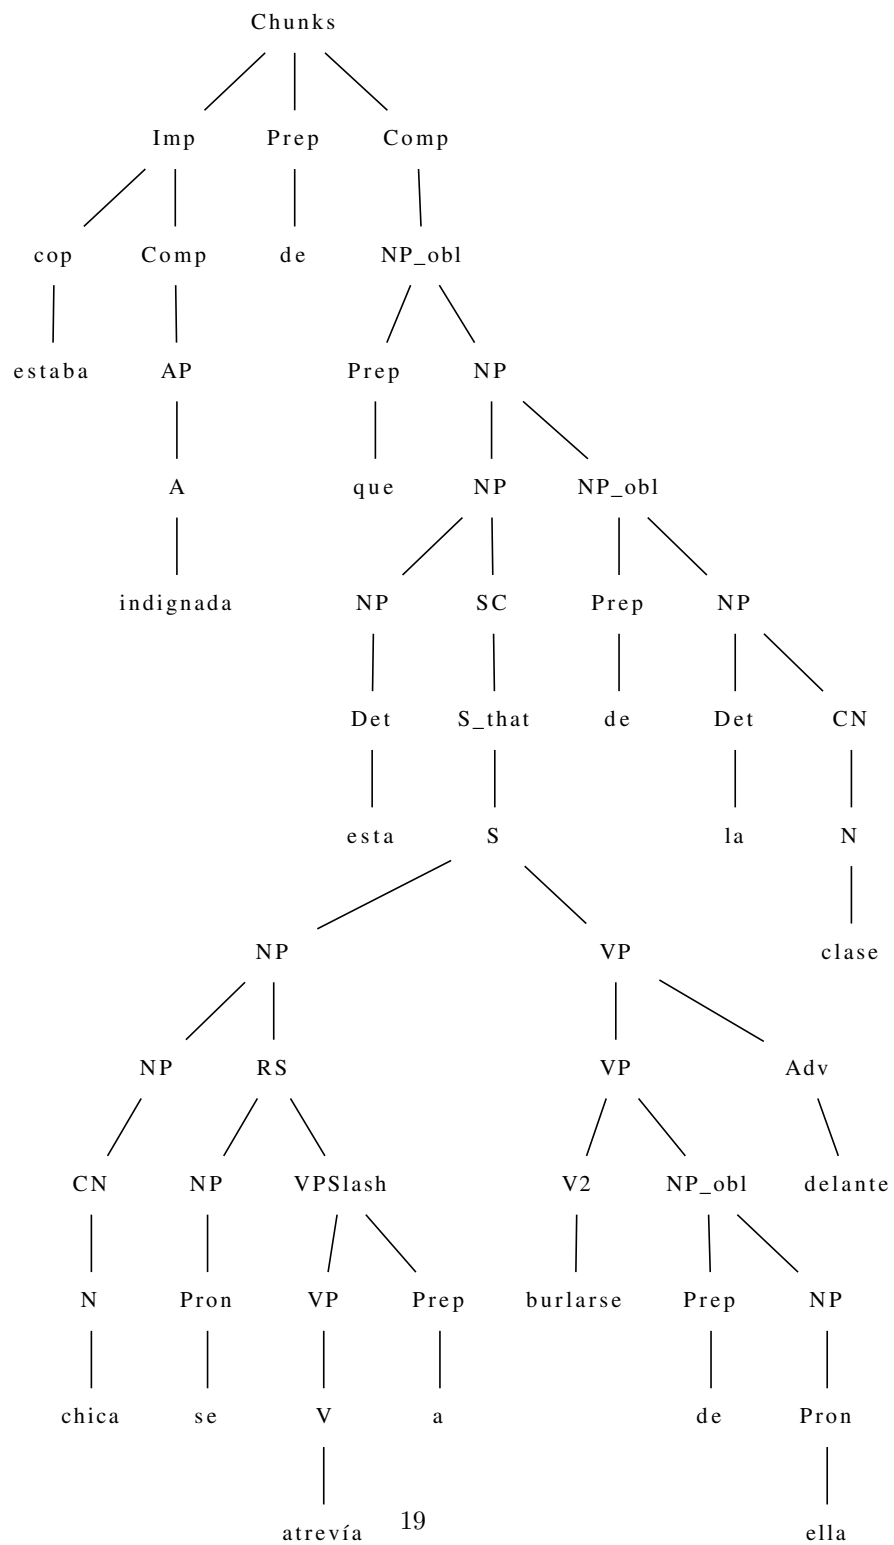 Chunks
Imp Prep Comp
cop Comp de NP_obl
estaba AP Prep NP
A que NP NP_obl
indignada NP SC Prep NP
Det S_that de Det CN
esta S la N
NP VP clase
NP RS VP Adv
CN NP VPSlash V2 NP_obl delante
N Pron VP Prep burlarse Prep NP
chica se V a de Pron
atrevía ella
19